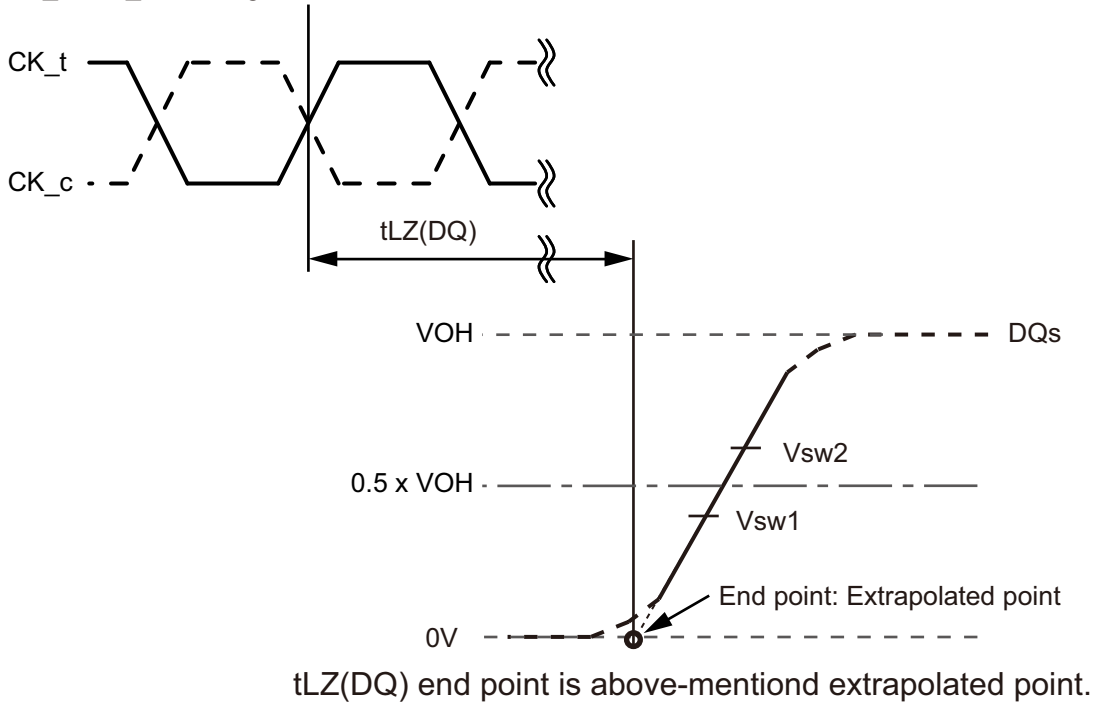 CK_t
CK_c
tLZ(DQ)
VOH
DQs
Vsw2
0.5 x VOH
Vsw1
End point: Extrapolated point
0V
tLZ(DQ) end point is above-mentiond extrapolated point.